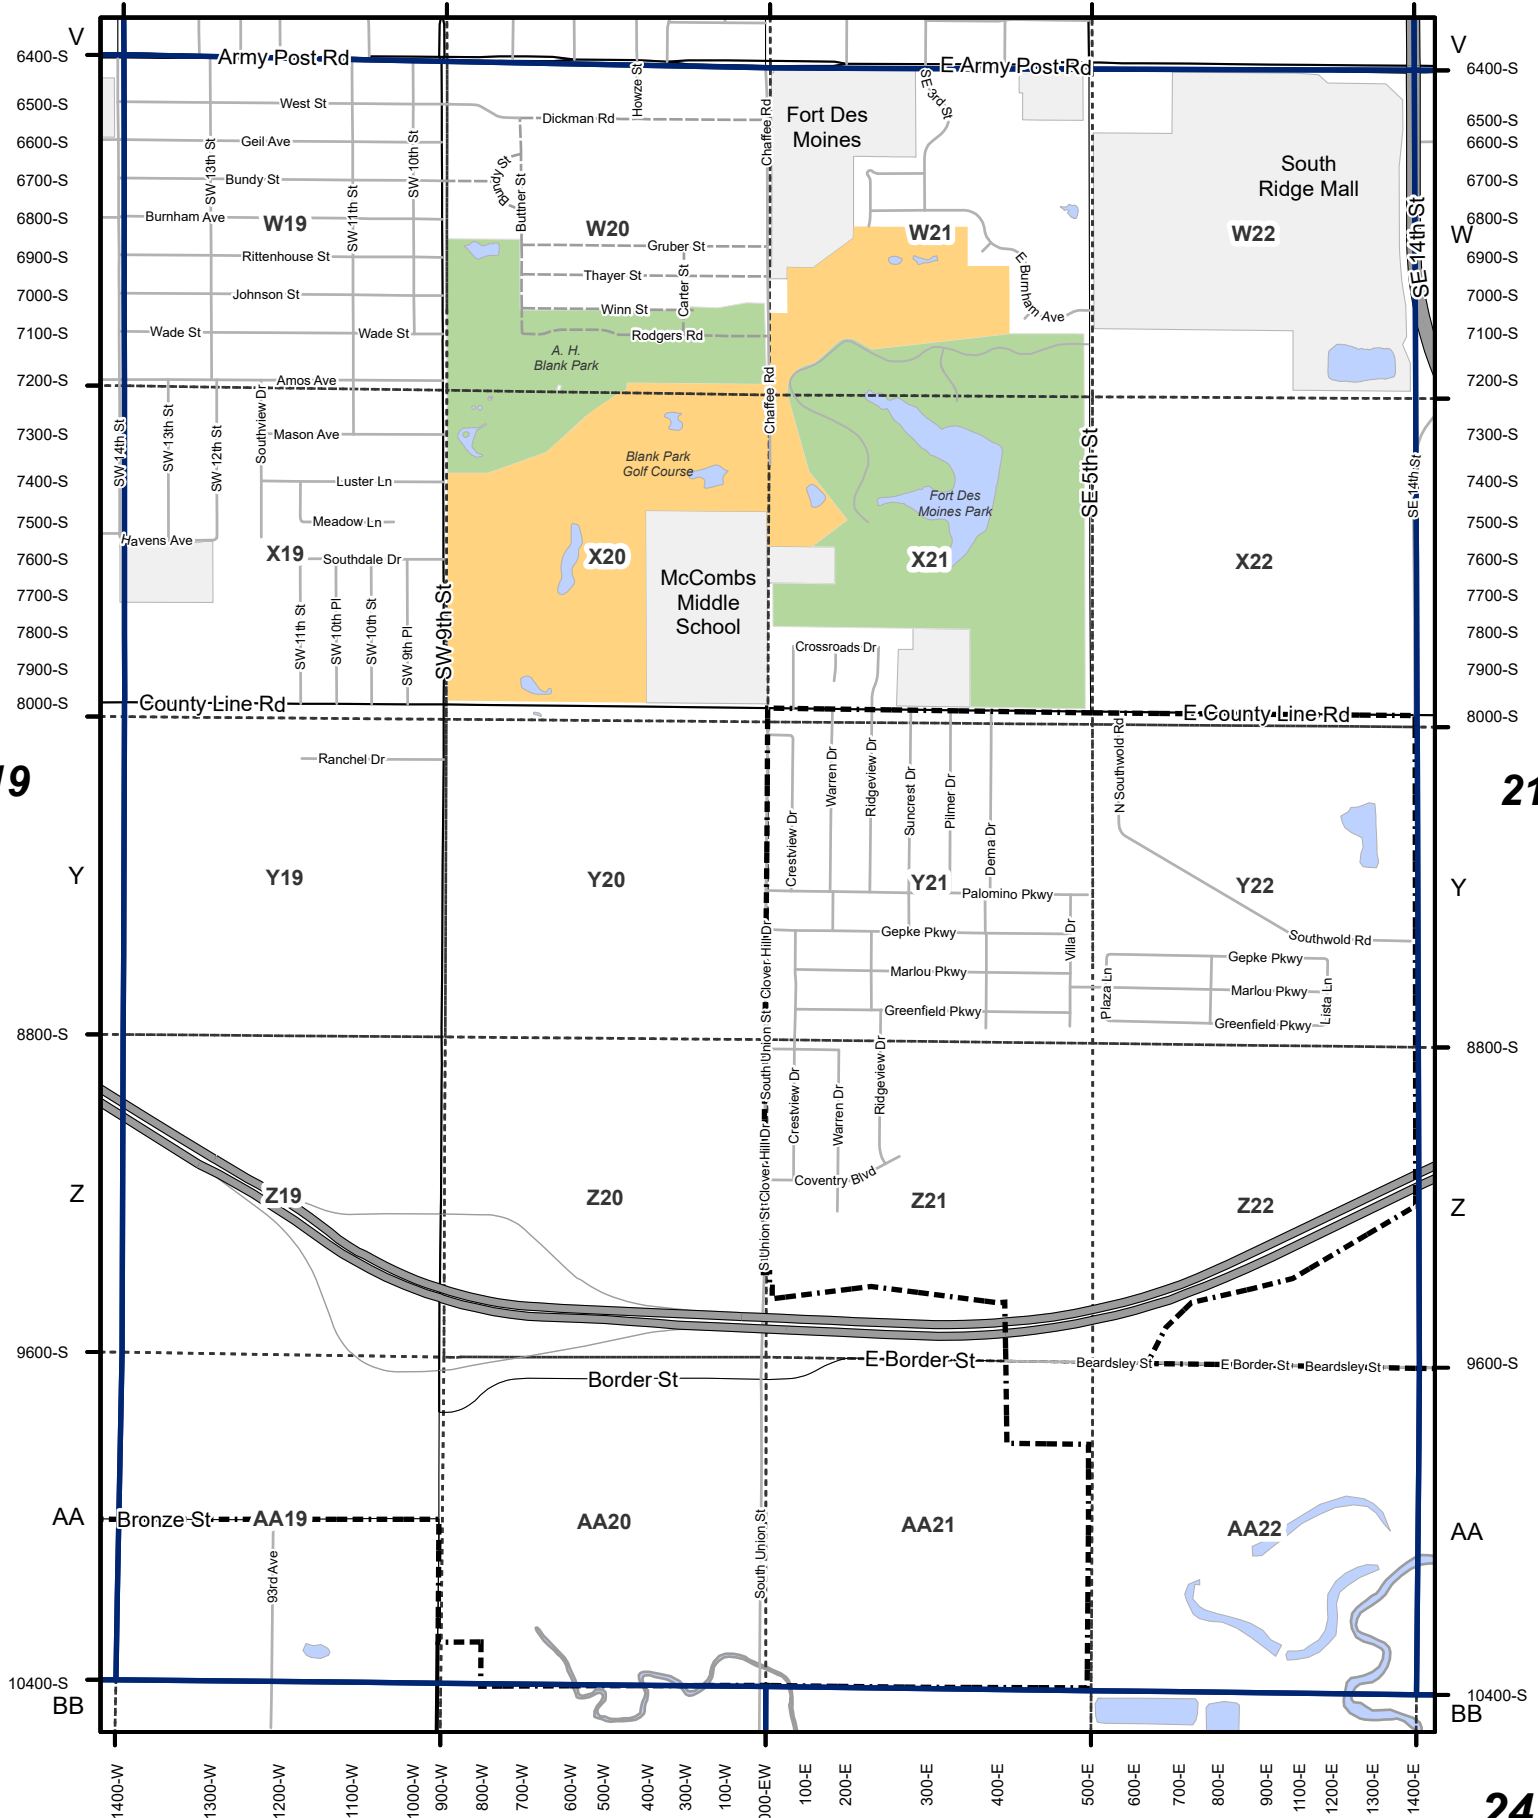 V
V
6400-S
Army Post Rd
E Army Post Rd
6400-S
Howze St
SE 3rd St
6500-S
West St
Dickman Rd
Chaffee Rd
Fort Des
Moines
6500-S
6600-S
Geil Ave
SW 13th St
SW 10th St
6600-S
South
Ridge Mall
6700-S
Bundy St
Bundy St
Buttner St
6700-S
6800-S
Burnham Ave
W19
SW 11th St
W20
W21
W22
SE 14th St
6800-S
W
6900-S
Rittenhouse St
Gruber St
E Burnham Ave
6900-S
Thayer St
Carter St
7000-S
Johnson St
Winn St
7000-S
7100-S
Wade St
Wade St
Rodgers Rd
7100-S
A. H.
Blank Park
7200-S
Amos Ave
Chaffee Rd
7200-S
SW 14th St
SW 13th St
SW 12th St
Southview Dr
7300-S
Mason Ave
SE 5th St
7300-S
Blank Park
Golf Course
7400-S
Luster Ln
SE 14th St
7400-S
Fort Des
Moines Park
7500-S
Meadow Ln
7500-S
Havens Ave
X19
Southdale Dr
X20
X21
X22
7600-S
7600-S
McCombs
Middle
School
7700-S
SW 11th St
SW 10th Pl
SW 10th St
SW 9th Pl
SW 9th St
7700-S
7800-S
Crossroads Dr
7800-S
7900-S
7900-S
8000-S
County Line Rd
E County Line Rd
8000-S
19
Ranchel Dr
Crestview Dr
Warren Dr
Ridgeview Dr
Suncrest Dr
Pilmer Dr
Dema Dr
N Southwold Rd
21
Y
Y19
Y20
Y21
Y22
Y
Palomino Pkwy
Clover Hill Dr
Gepke Pkwy
Villa Dr
Southwold Rd
Gepke Pkwy
Marlou Pkwy
Plaza Ln
Marlou Pkwy
Lista Ln
Greenfield Pkwy
Greenfield Pkwy
8800-S
South Union St
8800-S
Crestview Dr
Warren Dr
Ridgeview Dr
Clover Hill Dr
Coventry Blvd
Z
Z19
Z20
Z21
Z22
Z
S Union St
9600-S
E Border St
Beardsley St
E Border St
Beardsley St
9600-S
Border St
AA
Bronze St
AA19
AA20
AA21
AA22
AA
93rd Ave
South Union St
10400-S
10400-S
BB
BB
1400-W
1300-W
1200-W
1100-W
1000-W
900-W
800-W
700-W
600-W
500-W
400-W
300-W
200-W
100-W
000-EW
100-E
200-E
300-E
400-E
500-E
600-E
700-E
800-E
900-E
1100-E
1200-E
1300-E
1400-E
24